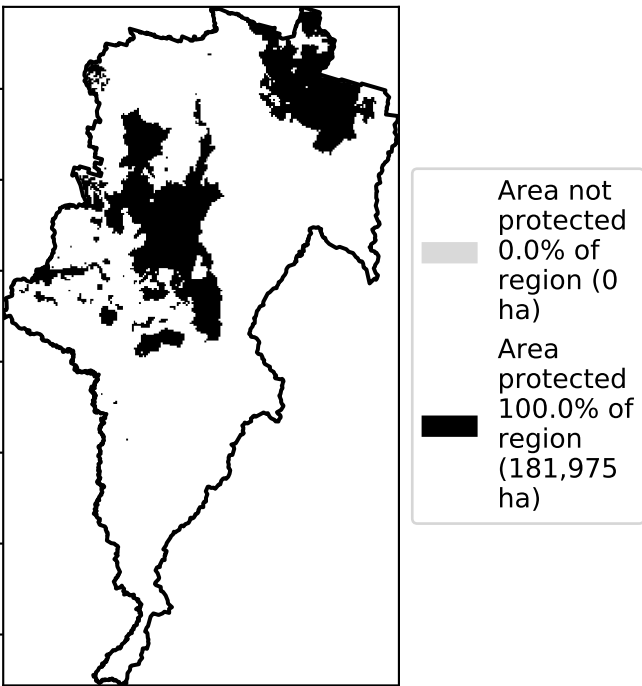 Area not
protected
0.0% of
region (0
ha)
Area
protected
100.0% of
region
(181,975
ha)